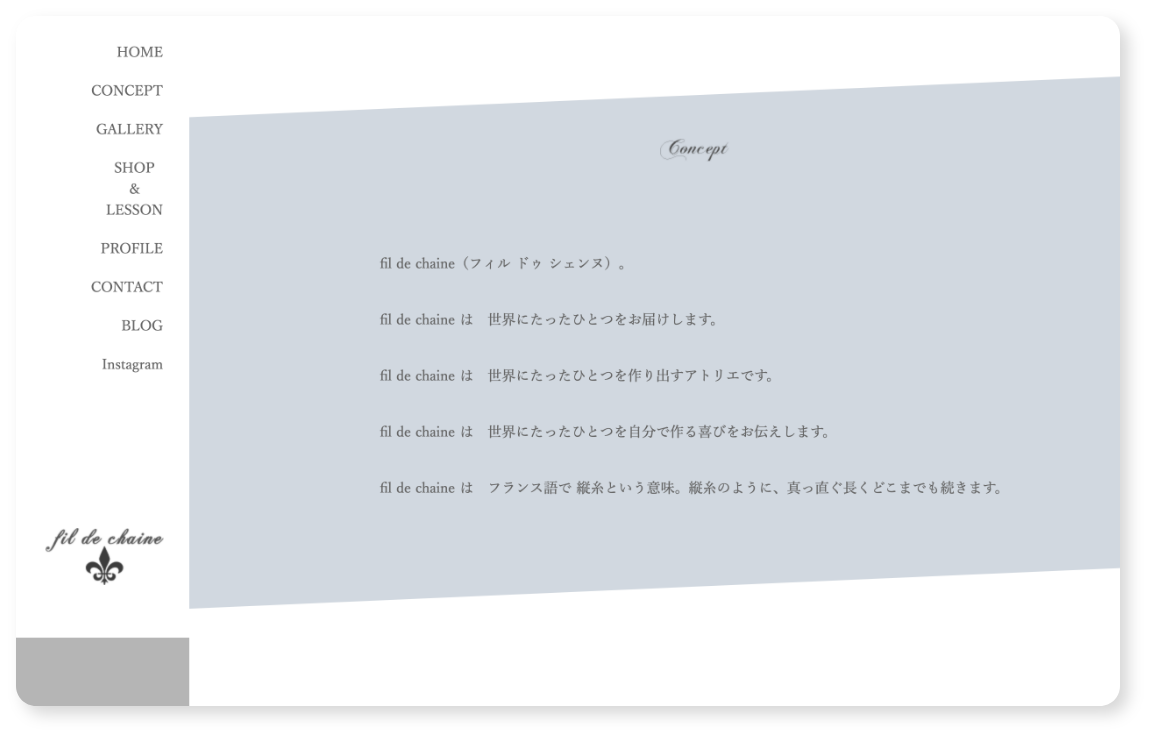 HOME
CONCEPT
GALLERY
SHOP
&
LESSON
PROFILE
CONTACT
BLOG
Instagram
fil de chaine
Concept
fil de chaine（フィル ドゥ シェンヌ）。
fil de chaine は　世界にたったひとつをお届けします。
fil de chaine は　世界にたったひとつを作り出すアトリエです。
fil de chaine は　世界にたったひとつを自分で作る喜びをお伝えします。
fil de chaine は　フランス語で 縦糸という意味。縦糸のように、真っ直ぐ長くどこまでも続きます。